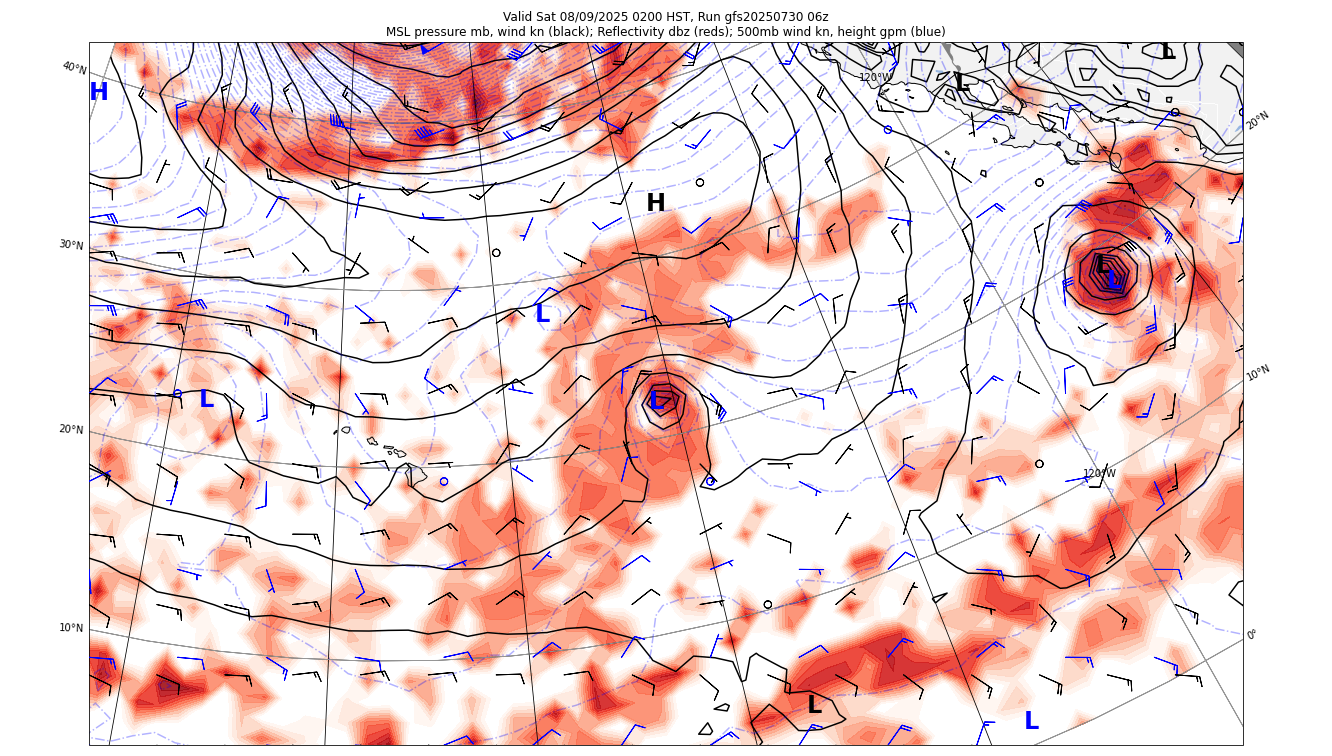 Valid Sat 08/09/2025 0200 HST, Run gfs20250730 06z
MSL pressure mb, wind kn (black); Reflectivity dbz (reds); 500mb wind kn, height gpm (blue)
L
40°N
120°W
L
H
20°N
H
30°N
L
L
L
10°N
L
L
20°N
120°W
10°N
0°
L
L